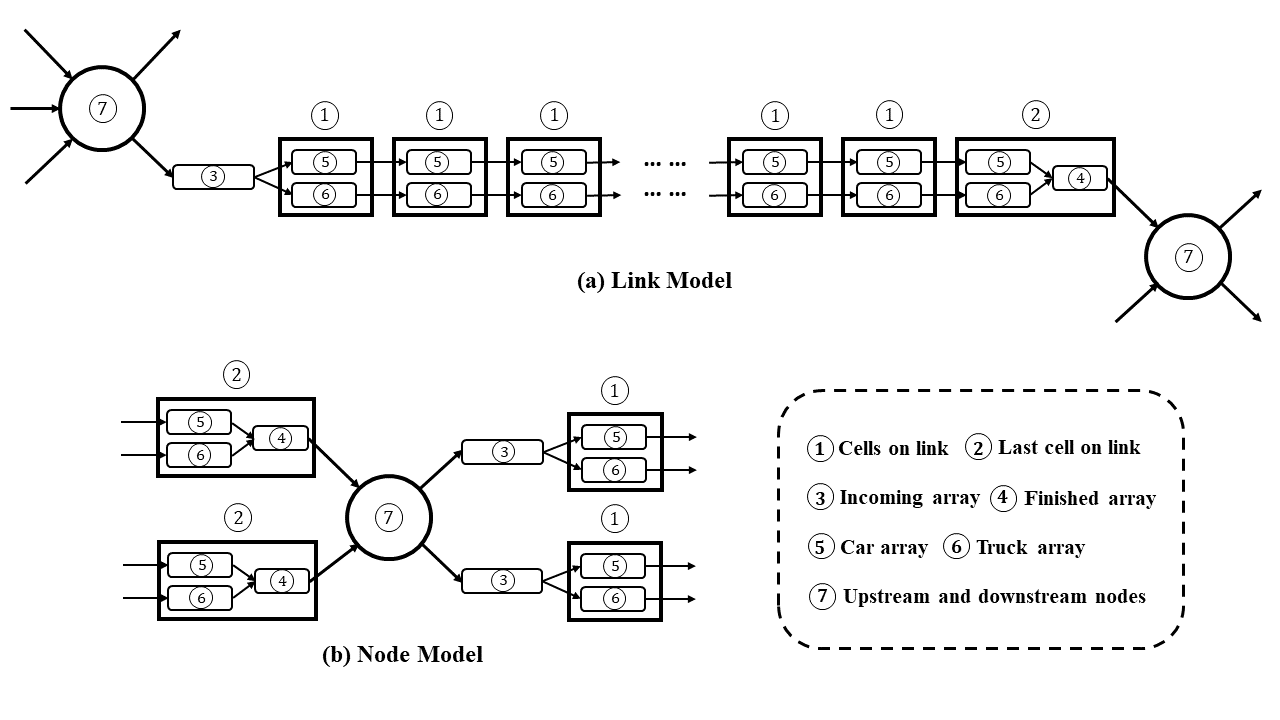 ⑦
① ① ① ① ① ②
③ ⑤ ⑤ ⑤ ... ... ⑤ ⑤ ⑤ ④
⑥ ⑥ ⑥ ... ... ⑥ ⑥ ⑥
⑦
(a) Link Model
② ①
⑤ ④ ③ ⑤
⑥ ⑥
⑦
② ①
⑤ ④ ③ ⑤
⑥ ⑥
(b) Node Model
① Cells on link ② Last cell on link
③ Incoming array ④ Finished array
⑤ Car array ⑥ Truck array
⑦ Upstream and downstream nodes